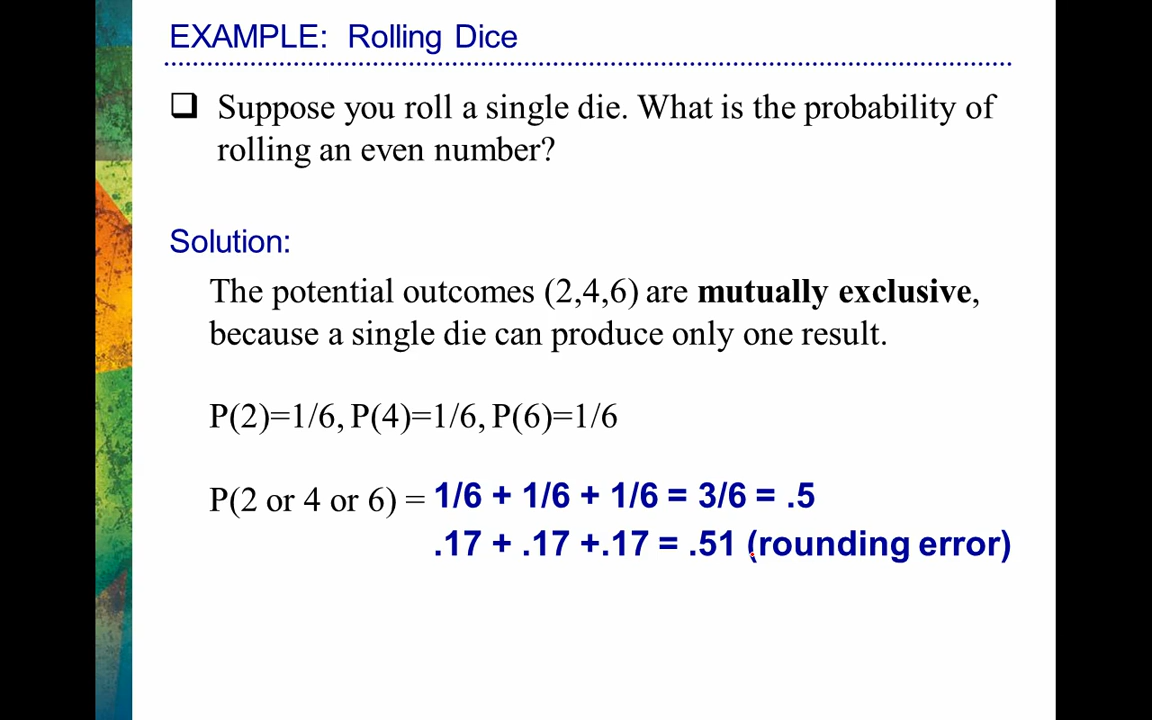 EXAMPLE: Rolling Dice
❑ Suppose you roll a single die. What is the probability of
rolling an even number?
Solution:
The potential outcomes (2,4,6) are mutually exclusive,
because a single die can produce only one result.
P(2)=1/6, P(4)=1/6, P(6)=1/6
P(2 or 4 or 6) = 1/6 + 1/6 + 1/6 = 3/6 = .5
.17 + .17 +.17 = .51 (rounding error)